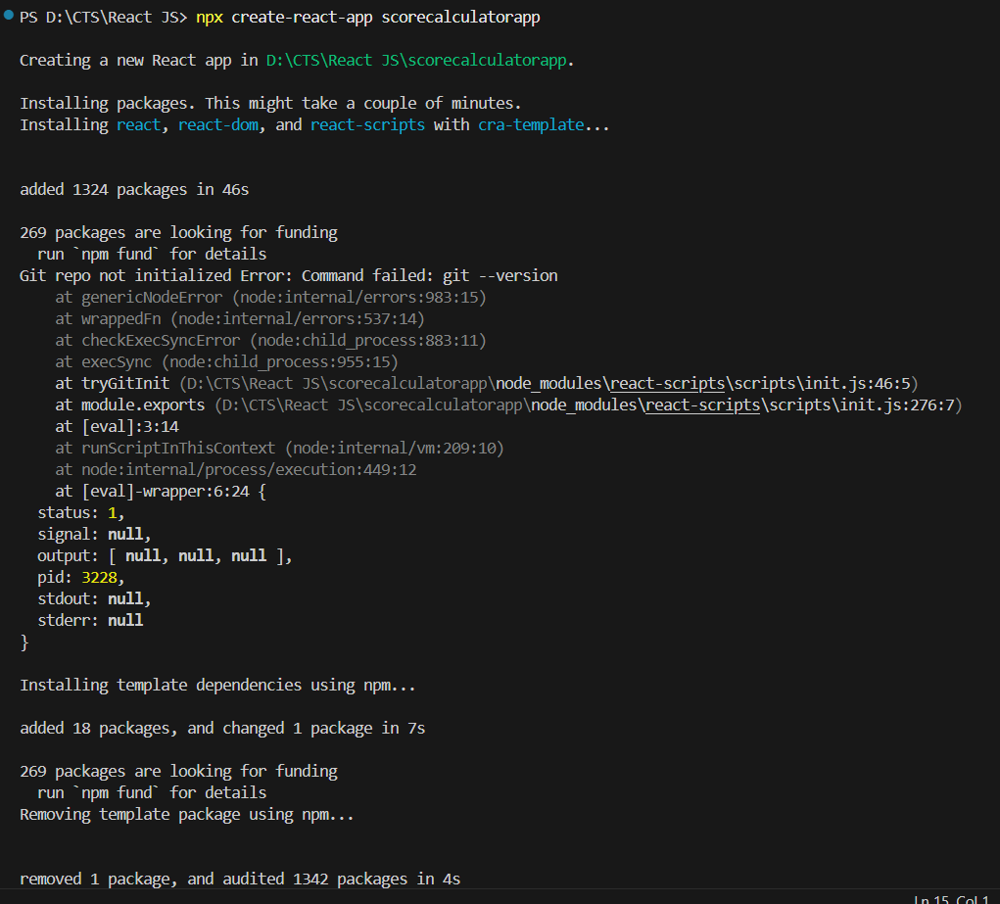 PS D:\CTS\React JS> npx create-react-app scorecalculatorapp
Creating a new React app in D:\CTS\React JS\scorecalculatorapp.
Installing packages. This might take a couple of minutes.
Installing react, react-dom, and react-scripts with cra-template...
added 1324 packages in 46s
269 packages are looking for funding
  run `npm fund` for details
Git repo not initialized Error: Command failed: git --version
    at genericNodeError (node:internal/errors:983:15)
    at wrappedFn (node:internal/errors:537:14)
    at checkExecSyncError (node:child_process:883:11)
    at execSync (node:child_process:955:15)
    at tryGitInit (D:\CTS\React JS\scorecalculatorapp\node_modules\react-scripts\scripts\init.js:46:5)
    at module.exports (D:\CTS\React JS\scorecalculatorapp\node_modules\react-scripts\scripts\init.js:276:7)
    at [eval]:3:14
    at runScriptInThisContext (node:internal/vm:209:10)
    at node:internal/process/execution:449:12
    at [eval]-wrapper:6:24 {
  status: 1,
  signal: null,
  output: [ null, null, null ],
  pid: 3228,
  stdout: null,
  stderr: null
}
Installing template dependencies using npm...
added 18 packages, and changed 1 package in 7s
269 packages are looking for funding
  run `npm fund` for details
Removing template package using npm...
removed 1 package, and audited 1342 packages in 4s
Ln 15, Col 1